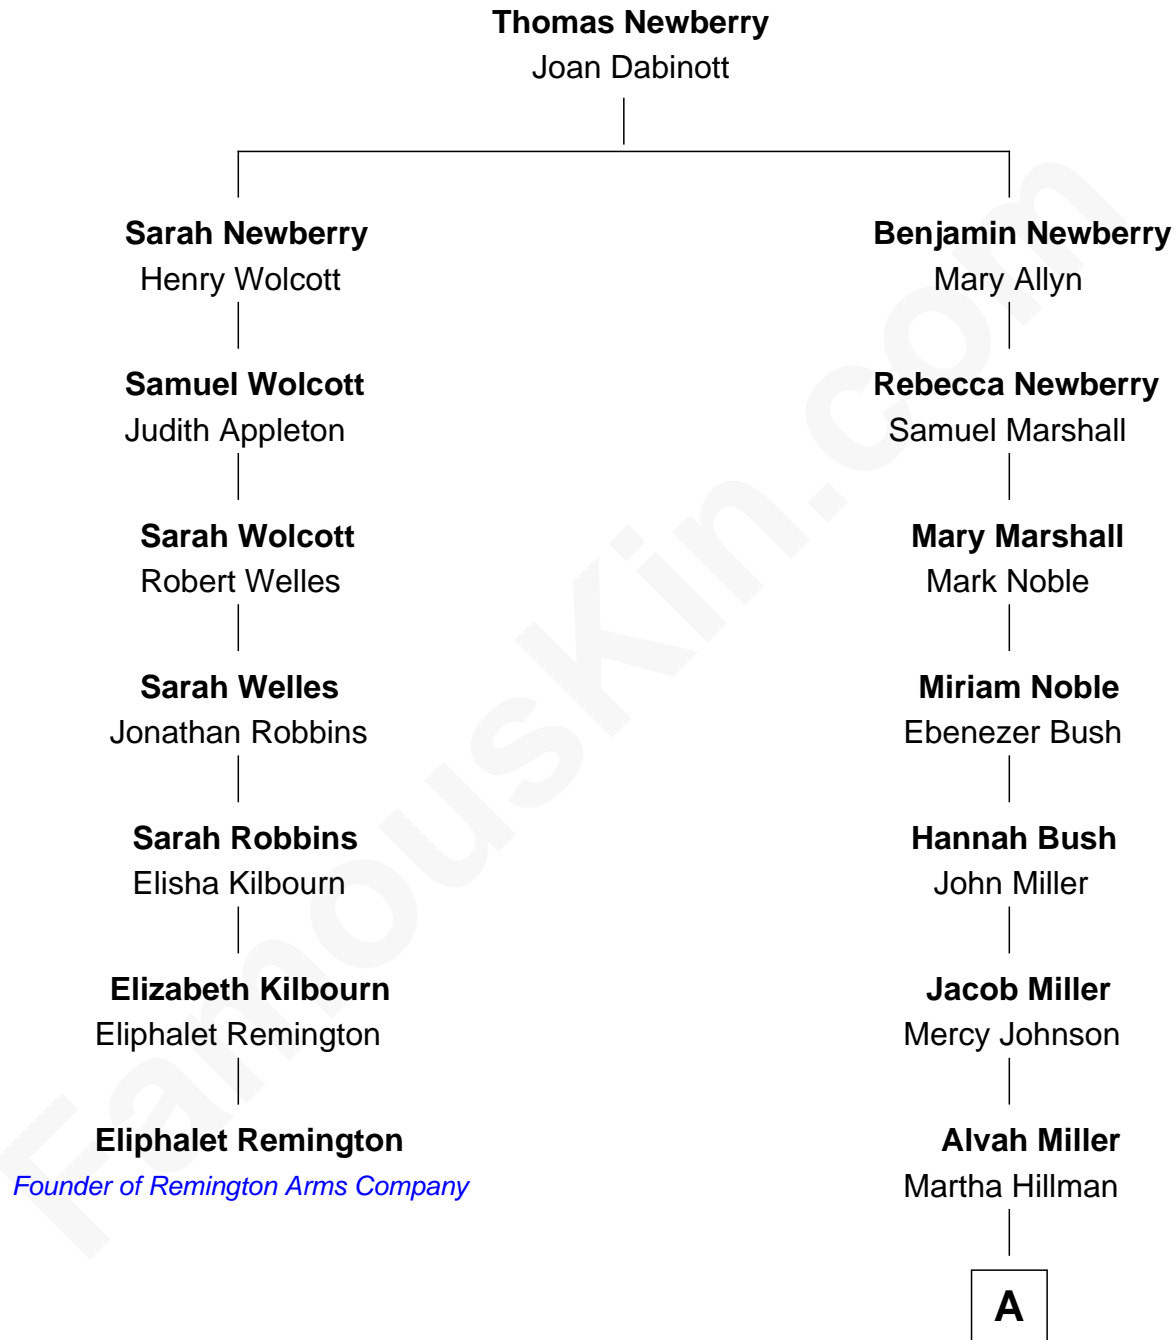 Thomas Newberry
Joan Dabinott
Sarah Newberry
Henry Wolcott
Benjamin Newberry
Mary Allyn
Samuel Wolcott
Judith Appleton
Rebecca Newberry
Samuel Marshall
Sarah Wolcott
Robert Welles
Mary Marshall
Mark Noble
Sarah Welles
Jonathan Robbins
Miriam Noble
Ebenezer Bush
Sarah Robbins
Elisha Kilbourn
Hannah Bush
John Miller
Elizabeth Kilbourn
Eliphalet Remington
Jacob Miller
Mercy Johnson
Eliphalet Remington
Founder of Remington Arms Company
Alvah Miller
Martha Hillman
A
FamousKin.com